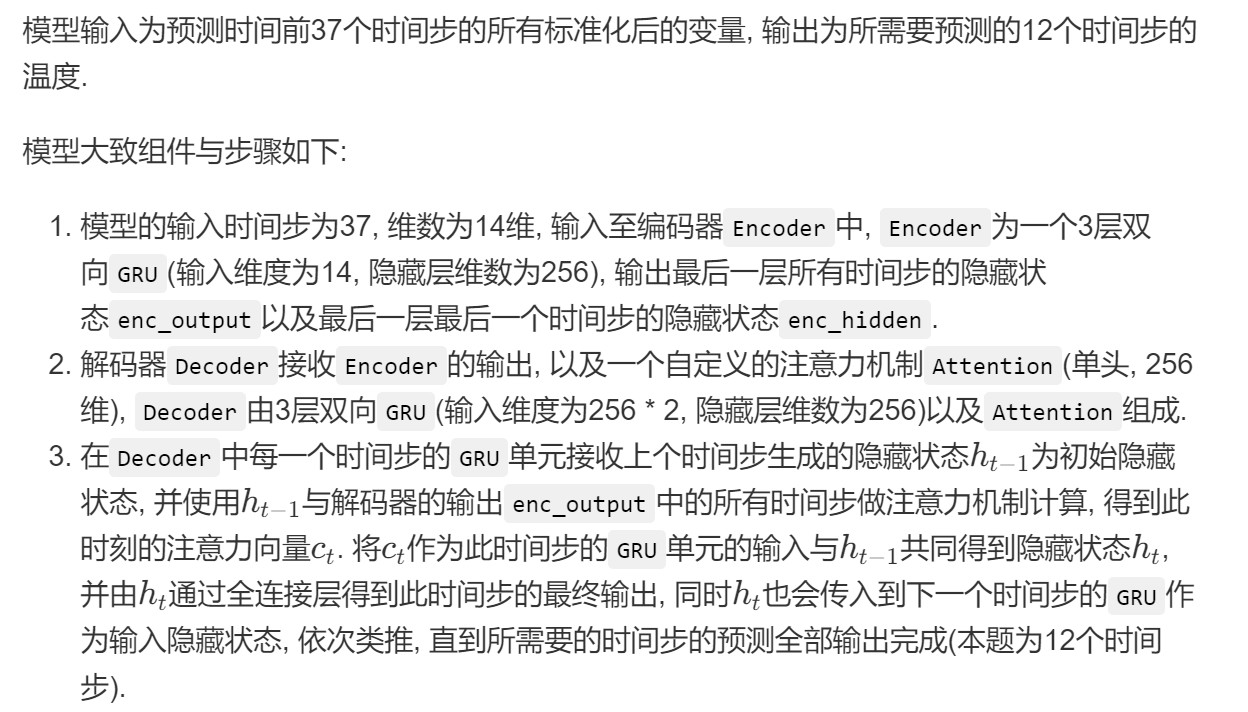 模型输入为预测时间前37个时间步的所有标准化后的变量, 输出为所需要预测的12个时间步的
温度.
模型大致组件与步骤如下:
1. 模型的输入时间步为37, 维数为14维, 输入至编码器 Encoder 中, Encoder 为一个3层双
向 GRU (输入维度为14, 隐藏层维数为256), 输出最后一层所有时间步的隐藏状
态 enc_output 以及最后一层最后一个时间步的隐藏状态 enc_hidden .
2. 解码器 Decoder 接收 Encoder 的输出, 以及一个自定义的注意力机制 Attention (单头, 256
维), Decoder 由3层双向 GRU (输入维度为256 * 2, 隐藏层维数为256)以及 Attention 组成.
3. 在 Decoder 中每一个时间步的 GRU 单元接收上个时间步生成的隐藏状态$h_{t-1}$为初始隐藏
状态, 并使用$h_{t-1}$与解码器的输出 enc_output 中的所有时间步做注意力机制计算, 得到此
时刻的注意力向量$c_t$. 将$c_t$作为此时间步的 GRU 单元的输入与$h_{t-1}$共同得到隐藏状态$h_t$,
并由$h_t$通过全连接层得到此时间步的最终输出, 同时$h_t$也会传入到下一个时间步的 GRU 作
为输入隐藏状态, 依次类推, 直到所需要的时间步的预测全部输出完成(本题为12个时间
步).